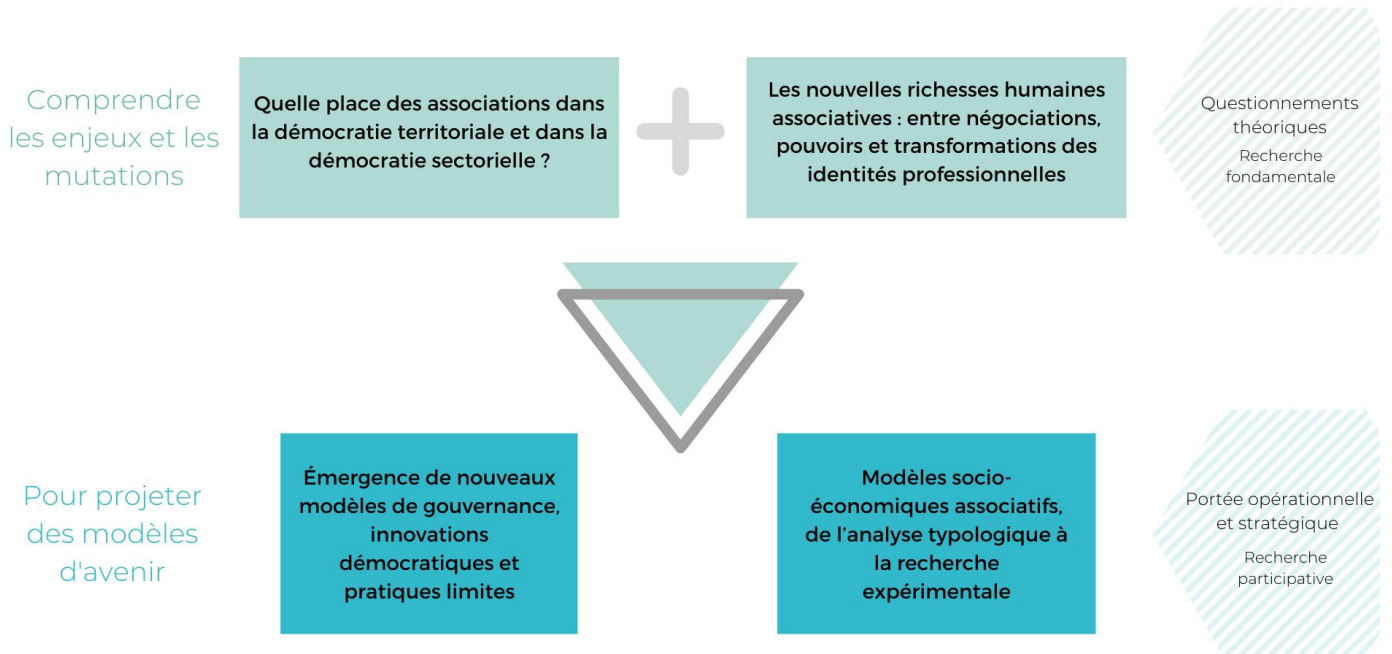 Comprendre
les enjeux et les
mutations
Quelle place des associations dans
la démocratie territoriale et dans la
démocratie sectorielle ?
Les nouvelles richesses humaines
associatives : entre négociations,
pouvoirs et transformations des
identités professionnelles
Questionnements
théoriques
Recherche
fondamentale
Pour projeter
des modèles
d'avenir
Émergence de nouveaux
modèles de gouvernance,
innovations
démocratiques et
pratiques limites
Modèles socio-
économiques associatifs,
de l'analyse typologique à
la recherche
expérimentale
Portée opérationnelle
et stratégique
Recherche
participative